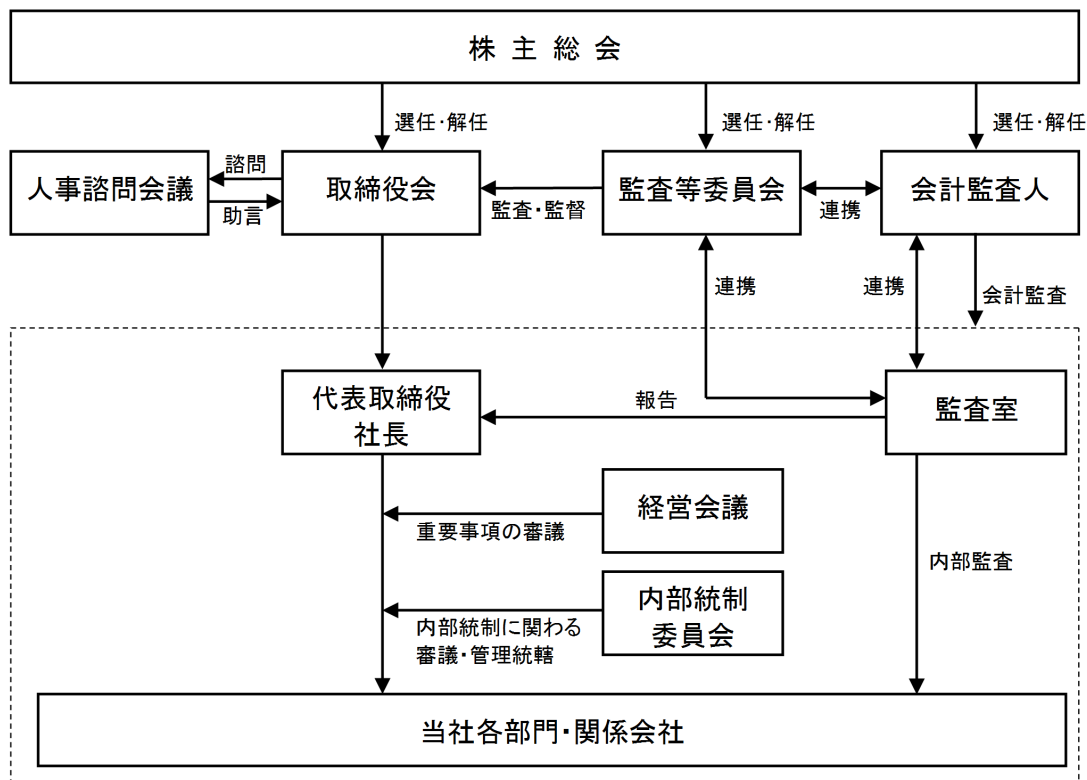 株主総会
選任・解任
選任・解任
選任・解任
人事諮問会議
諮問
助言
取締役会
監査・監督
監査等委員会
連携
会計監査人
連携
連携
会計監査
代表取締役
社長
報告
監査室
経営会議
重要事項の審議
内部統制
委員会
内部統制に関わる
審議・管理統轄
内部監査
当社各部門・関係会社